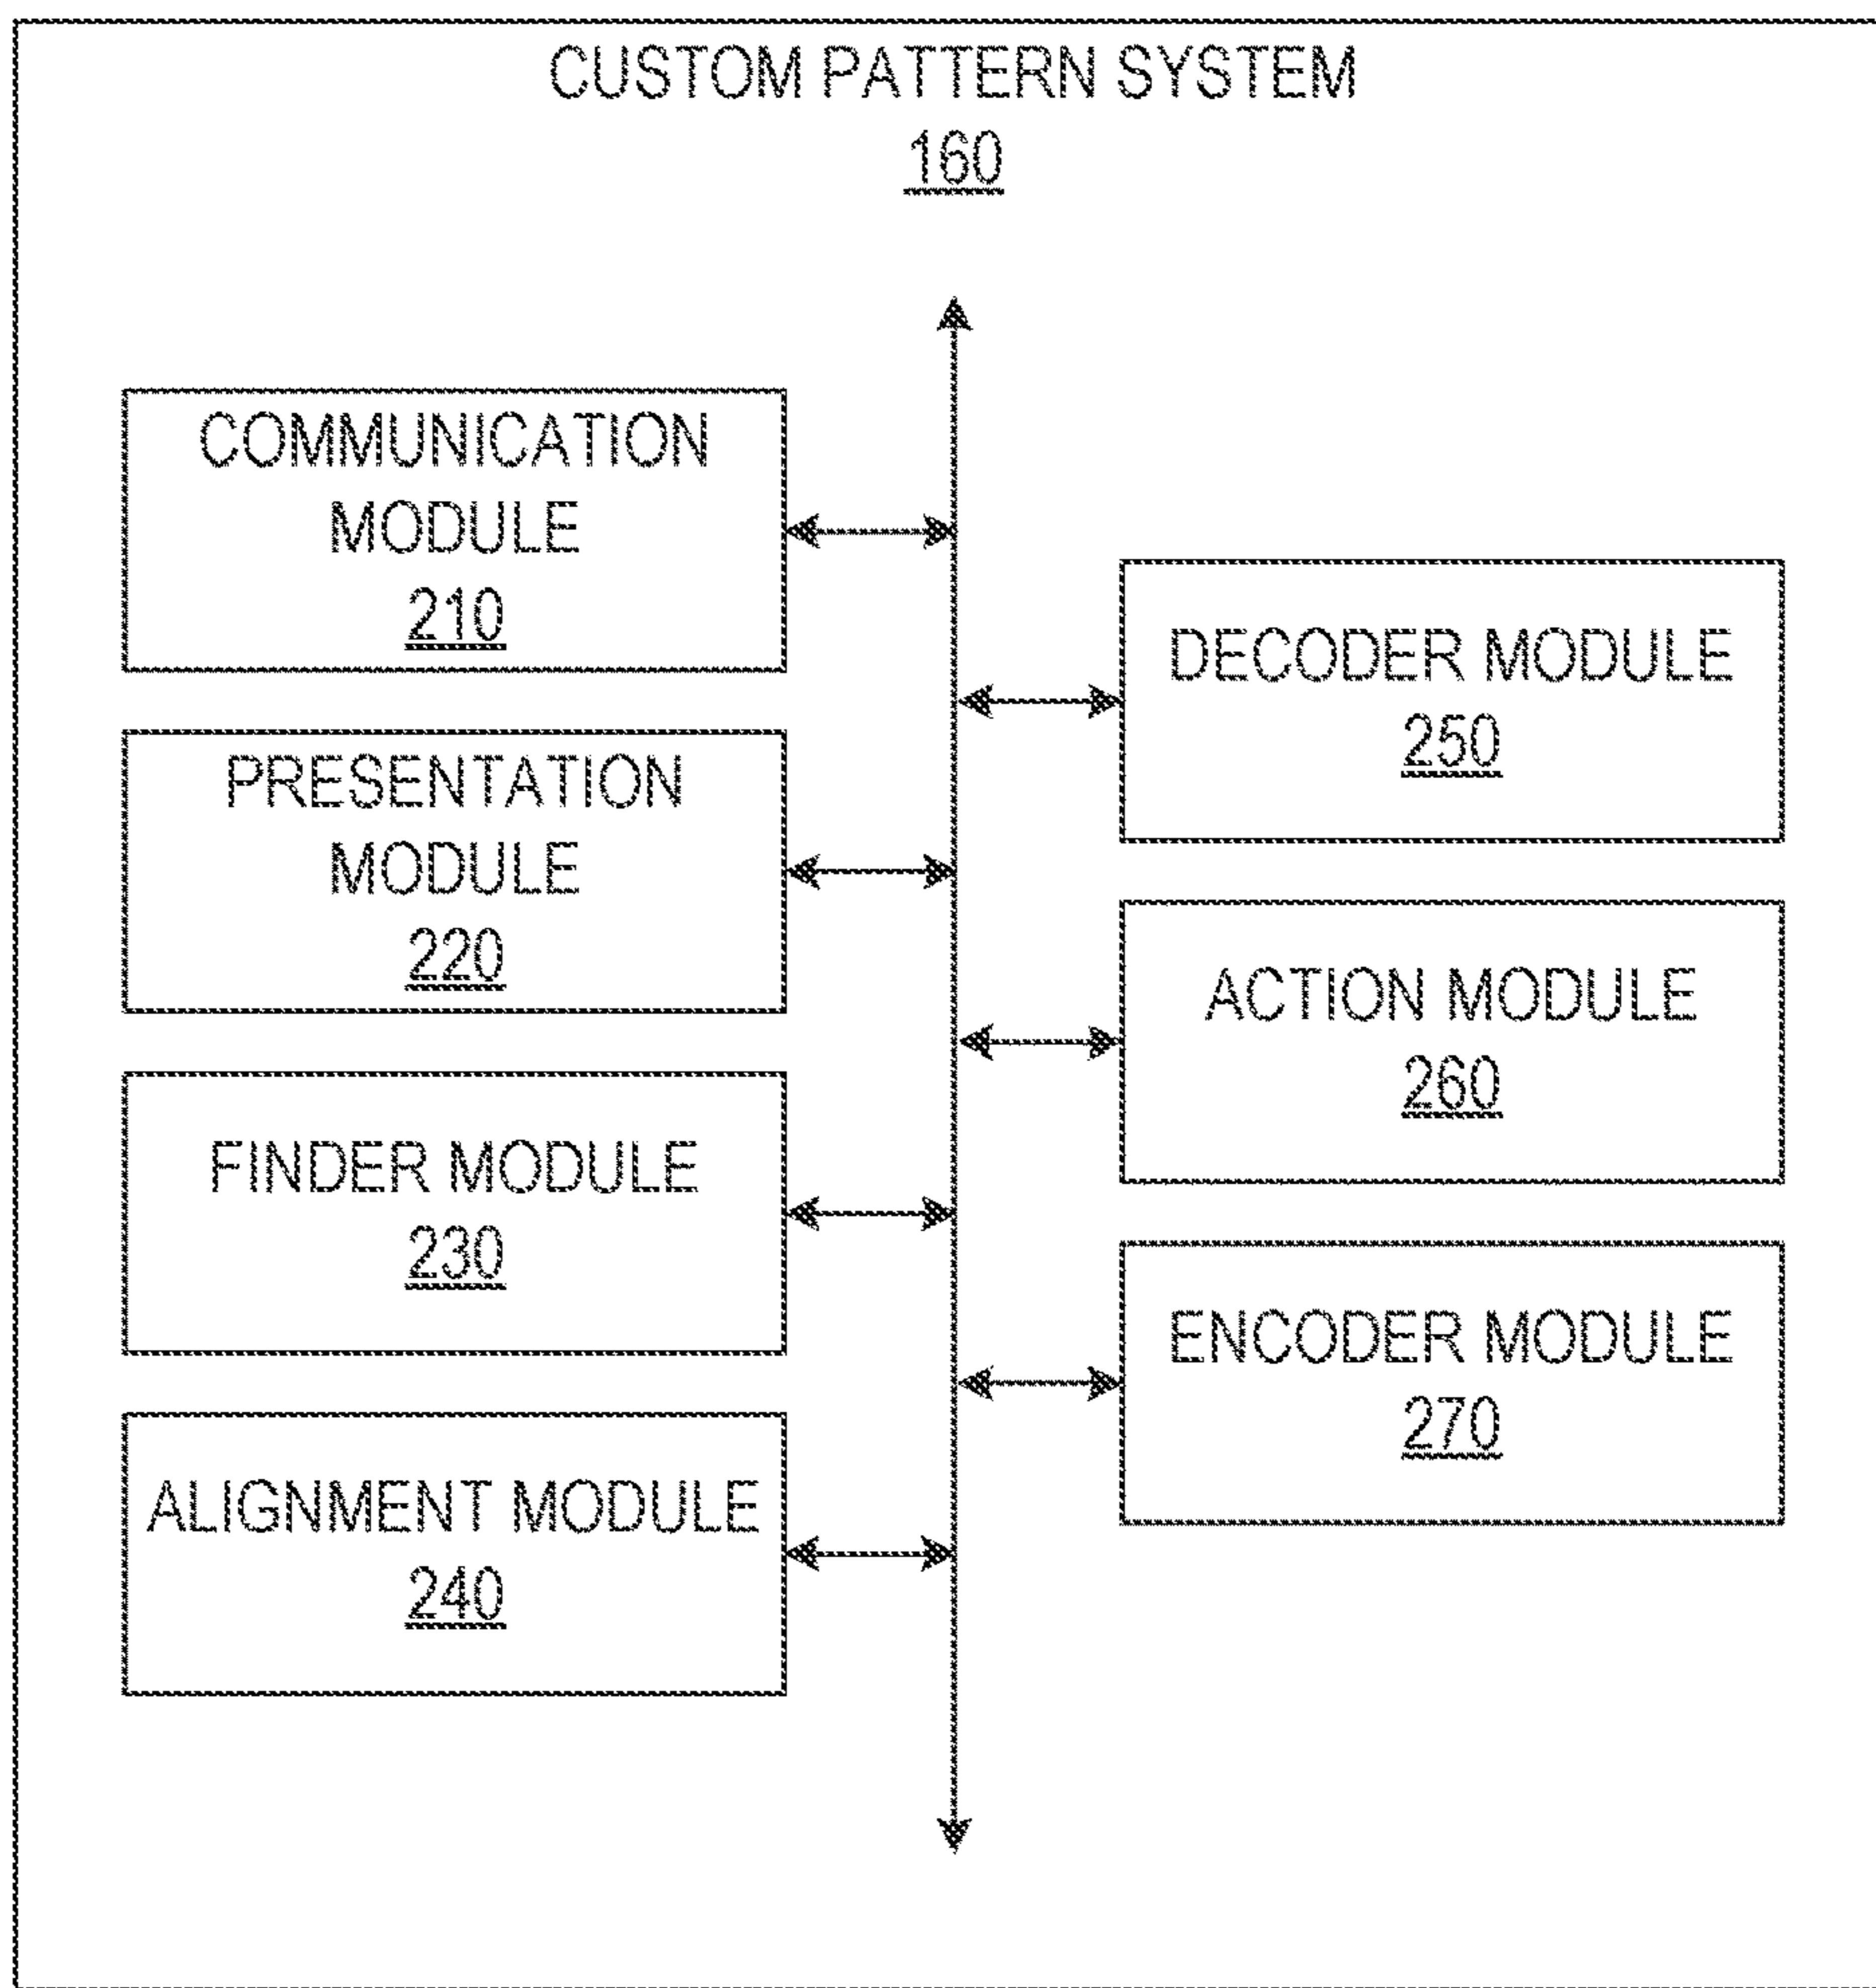 CUSTOM PATTERN SYSTEM
160
COMMUNICATION
MODULE
210
PRESENTATION
MODULE
220
FINDER MODULE
230
ALIGNMENT MODULE
240
DECODER MODULE
250
ACTION MODULE
260
ENCODER MODULE
270